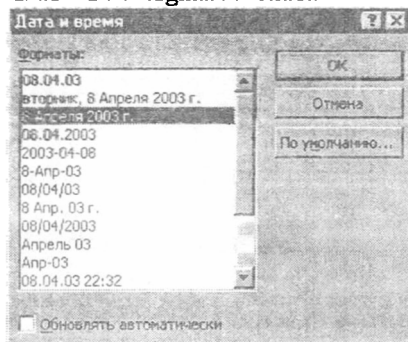 Дата и время
Форматы:
08.04.03
вторник, 8 Апреля 2003 г.
8 Апреля 2003 г.
08.04.2003
2003-04-08
8-Апр-03
08/04/03
8 Апр. 03 г.
08/04/2003
Апрель 03
Апр-03
08.04.03 22:32
OK
Отмена
По умолчанию...
Обновлять автоматически